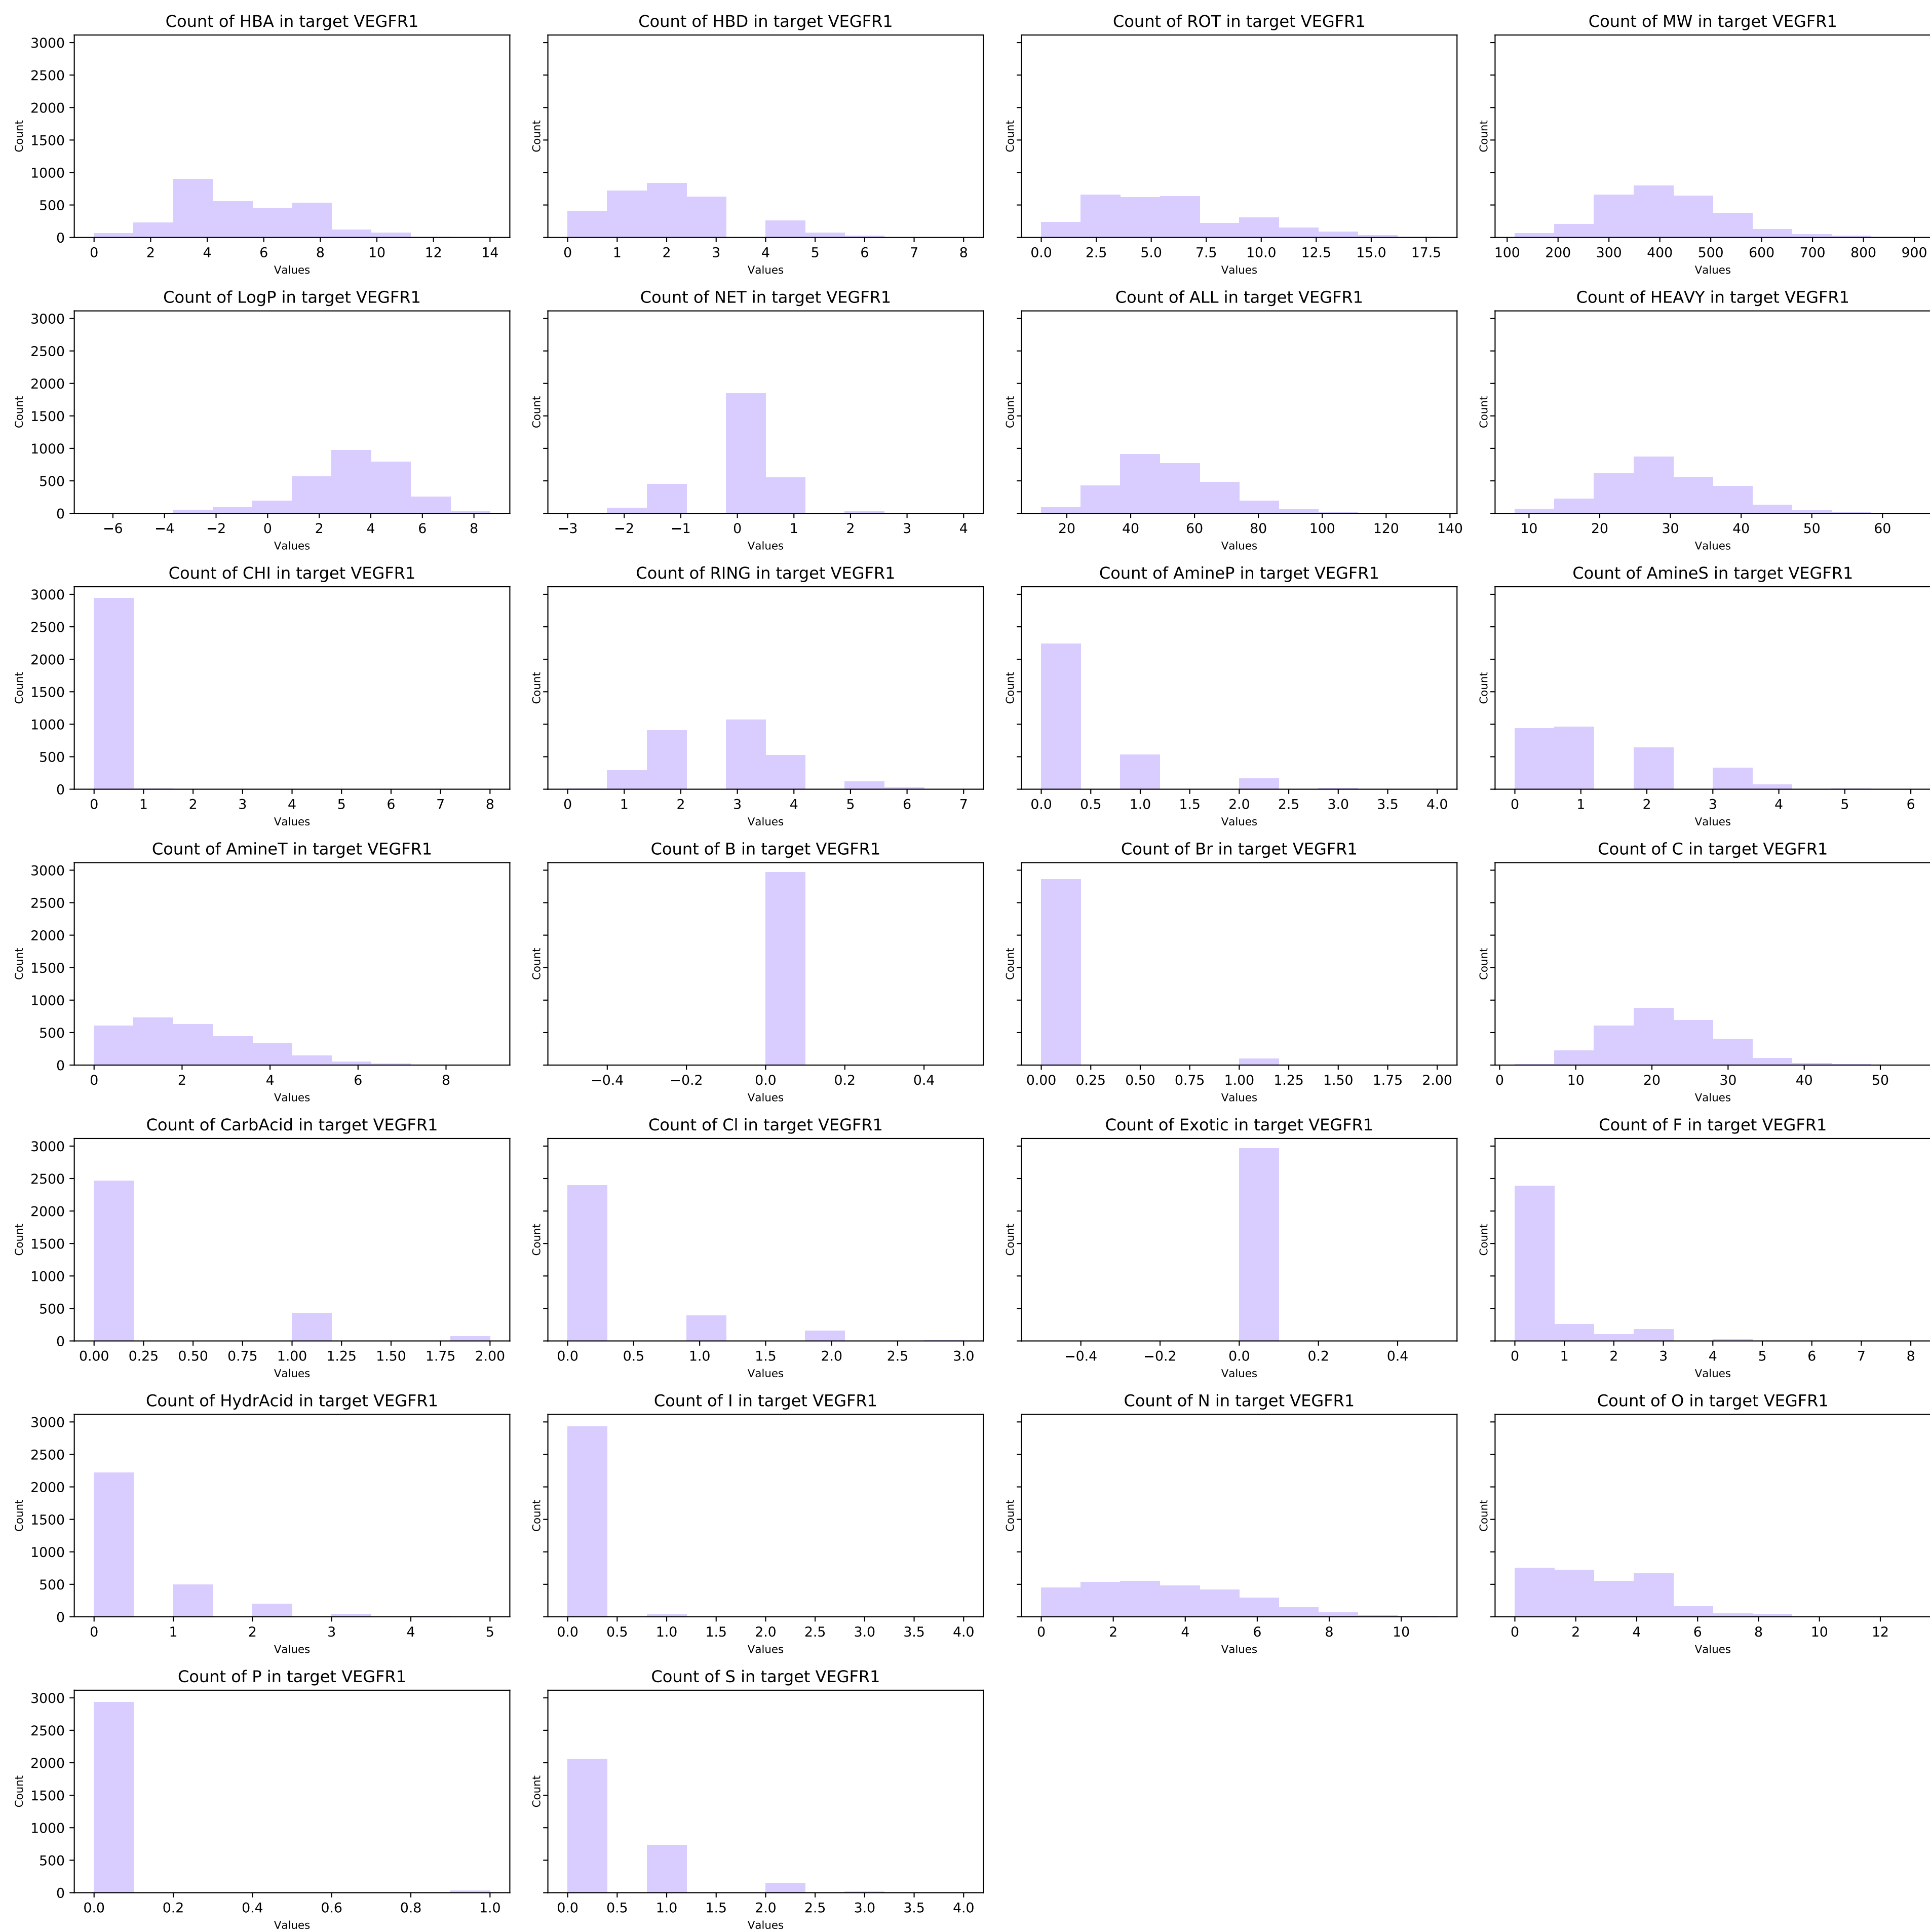 Count of HBA in target VEGFR1 Count of HBD in target VEGFR1 Count of ROT in target VEGFR1 Count of MW in target VEGFR1
3000
2500
2000
1500
1000
500
0
Count Count Count Count
0 2 4 6 8 10 12 14 0 1 2 3 4 5 6 7 8 0.0 2.5 5.0 7.5 10.0 12.5 15.0 17.5 100 200 300 400 500 600 700 800 900
Values Values Values Values
Count of LogP in target VEGFR1 Count of NET in target VEGFR1 Count of ALL in target VEGFR1 Count of HEAVY in target VEGFR1
3000
2500
2000
1500
1000
500
0
Count Count Count Count
−6 −4 −2 0 2 4 6 8 −3 −2 −1 0 1 2 3 4 20 40 60 80 100 120 140 10 20 30 40 50 60
Values Values Values Values
Count of CHI in target VEGFR1 Count of RING in target VEGFR1 Count of AmineP in target VEGFR1 Count of AmineS in target VEGFR1
3000
2500
2000
1500
1000
500
0
Count Count Count Count
0 1 2 3 4 5 6 7 8 0 1 2 3 4 5 6 7 0.0 0.5 1.0 1.5 2.0 2.5 3.0 3.5 4.0 0 1 2 3 4 5 6
Values Values Values Values
Count of AmineT in target VEGFR1 Count of B in target VEGFR1 Count of Br in target VEGFR1 Count of C in target VEGFR1
3000
2500
2000
1500
1000
500
0
Count Count Count Count
0 2 4 6 8 −0.4 −0.2 0.0 0.2 0.4 0.00 0.25 0.50 0.75 1.00 1.25 1.50 1.75 2.00 0 10 20 30 40 50
Values Values Values Values
Count of CarbAcid in target VEGFR1 Count of Cl in target VEGFR1 Count of Exotic in target VEGFR1 Count of F in target VEGFR1
3000
2500
2000
1500
1000
500
0
Count Count Count Count
0.00 0.25 0.50 0.75 1.00 1.25 1.50 1.75 2.00 0.0 0.5 1.0 1.5 2.0 2.5 3.0 −0.4 −0.2 0.0 0.2 0.4 0 1 2 3 4 5 6 7 8
Values Values Values Values
Count of HydrAcid in target VEGFR1 Count of I in target VEGFR1 Count of N in target VEGFR1 Count of O in target VEGFR1
3000
2500
2000
1500
1000
500
0
Count Count Count Count
0 1 2 3 4 5 0.0 0.5 1.0 1.5 2.0 2.5 3.0 3.5 4.0 0 2 4 6 8 10 0 2 4 6 8 10 12
Values Values Values Values
Count of P in target VEGFR1 Count of S in target VEGFR1
3000
2500
2000
1500
1000
500
0
Count Count
0.0 0.2 0.4 0.6 0.8 1.0 0.0 0.5 1.0 1.5 2.0 2.5 3.0 3.5 4.0
Values Values